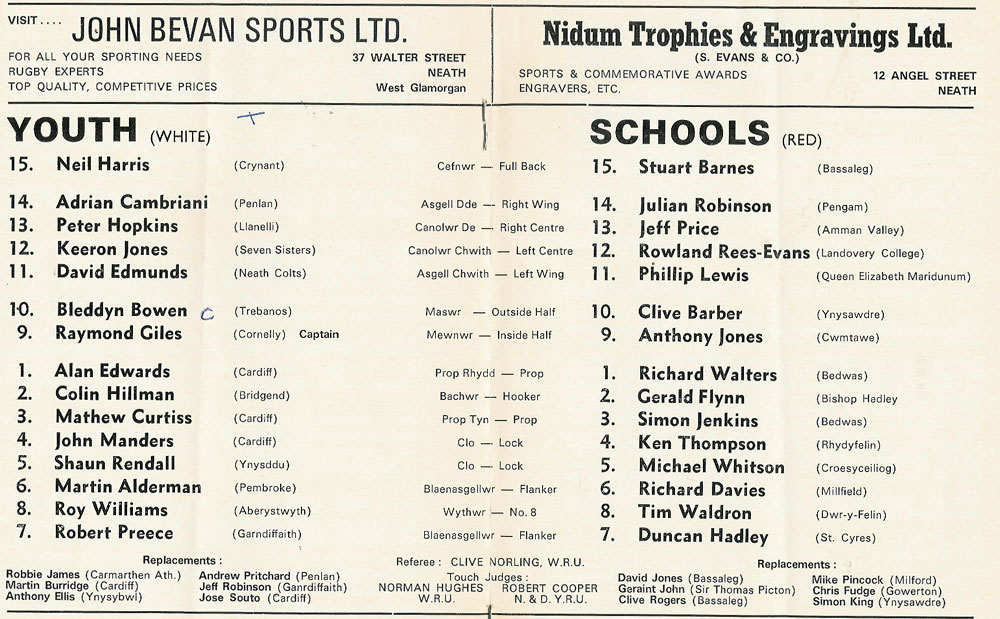 VISIT .... JOHN BEVAN SPORTS LTD.
FOR ALL YOUR SPORTING NEEDS
RUGBY EXPERTS
TOP QUALITY, COMPETITIVE PRICES
37 WALTER STREET
NEATH
West Glamorgan
Nidum Trophies & Engravings Ltd.
(S. EVANS & CO.)
SPORTS & COMMEMORATIVE AWARDS
ENGRAVERS, ETC.
12 ANGEL STREET
NEATH
YOUTH (WHITE) SCHOOLS (RED)
15. Neil Harris (Crynant) Cefnwr — Full Back 15. Stuart Barnes (Bassaleg)
14. Adrian Cambriani (Penlan) Asgell Dde — Right Wing 14. Julian Robinson (Pengam)
13. Peter Hopkins (Llanelli) Canolwr De — Right Centre 13. Jeff Price (Amman Valley)
12. Keeron Jones (Seven Sisters) Canolwr Chwith — Left Centre 12. Rowland Rees-Evans (Landovery College)
11. David Edmunds (Neath Colts) Asgell Chwith — Left Wing 11. Phillip Lewis (Queen Elizabeth Maridunum)
10. Bleddyn Bowen C (Trebanos) Maswr — Outside Half 10. Clive Barber (Ynysawdre)
9. Raymond Giles (Cornelly) Captain Mewnwr — Inside Half 9. Anthony Jones (Cwmtawe)
1. Alan Edwards (Cardiff) Prop Rhydd — Prop 1. Richard Walters (Bedwas)
2. Colin Hillman (Bridgend) Bachwr — Hooker 2. Gerald Flynn (Bishop Hadley
3. Mathew Curtiss (Cardiff) Prop Tyn — Prop 3. Simon Jenkins (Bedwas)
4. John Manders (Cardiff) Clo — Lock 4. Ken Thompson (Rhydyfelin)
5. Shaun Rendall (Ynysddu) Clo — Lock 5. Michael Whitson (Croesyceiliog)
6. Martin Alderman (Pembroke) Blaenasgellwr — Flanker 6. Richard Davies (Millfield)
8. Roy Williams (Aberystwyth) Wythwr — No. 8 8. Tim Waldron (Dwr-y-Felin)
7. Robert Preece (Garndiffaith) Blaenasgellwr — Flanker 7. Duncan Hadley (St. Cyres)
Replacements :
Robbie James (Carmarthen Ath.) Andrew Pritchard (Penlan)
Martin Burridge (Cardiff) Jeff Robinson (Ganrdiffaith)
Anthony Ellis (Ynysybwl) Jose Souto (Cardiff)
Referee : CLIVE NORLING, W.R.U.
Touch Judges :
NORMAN HUGHES ROBERT COOPER
W.R.U. N. & D. Y.R.U.
Replacements :
David Jones (Bassaleg) Mike Pincock (Milford)
Geraint John (Sir Thomas Picton) Chris Fudge (Gowerton)
Clive Rogers (Bassaleg) Simon King (Ynysawdre)